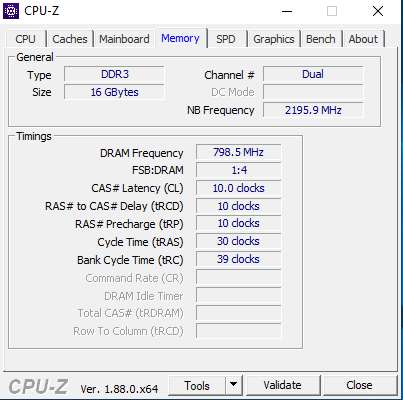 CPU-Z
CPU Caches Mainboard Memory SPD Graphics Bench About
General
Type DDR3 Channel # Dual
Size 16 GBytes DC Mode
NB Frequency 2195.9 MHz
Timings
DRAM Frequency 798.5 MHz
FSB:DRAM 1:4
CAS# Latency (CL) 10.0 clocks
RAS# to CAS# Delay (tRCD) 10 clocks
RAS# Precharge (tRP) 10 clocks
Cycle Time (tRAS) 30 clocks
Bank Cycle Time (tRC) 39 clocks
Command Rate (CR)
DRAM Idle Timer
Total CAS# (tRDRAM)
Row To Column (tRCD)
CPU-Z Ver. 1.88.0.x64 Tools Validate Close